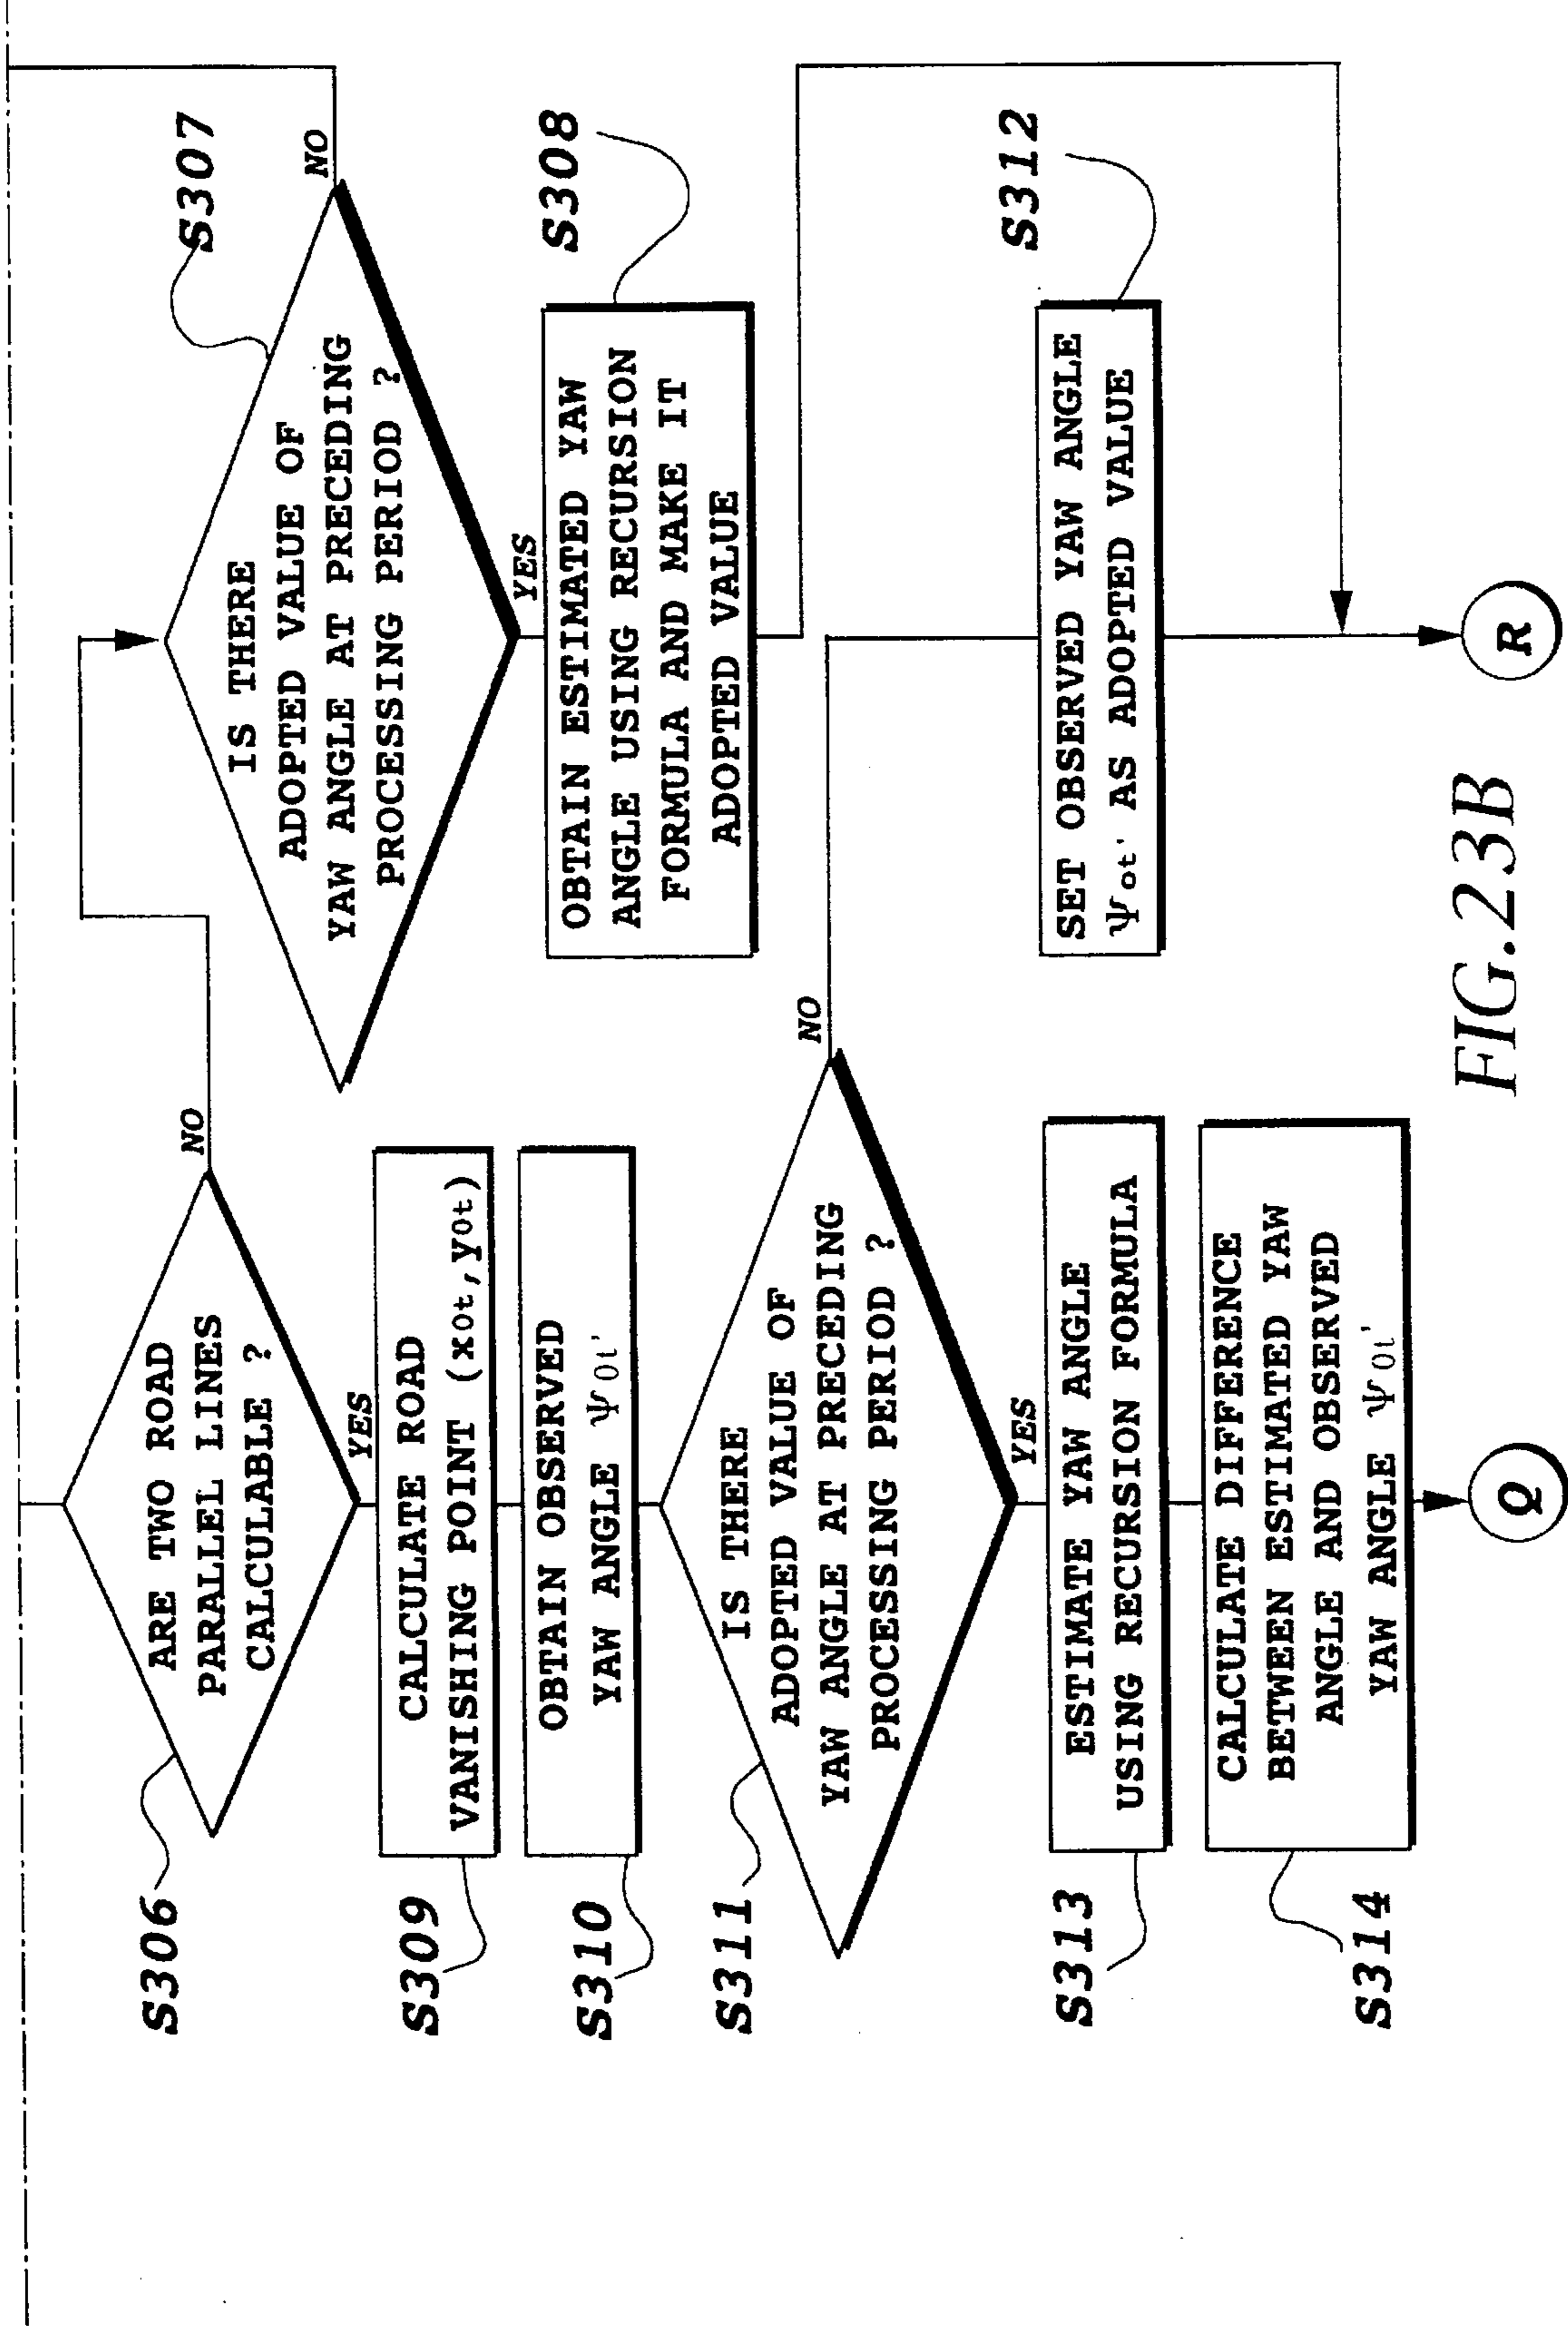 S306
ARE TWO ROAD
PARALLEL LINES
CALCULABLE ?
NO
YES
S307
IS THERE
ADOPTED VALUE OF
YAW ANGLE AT PRECEDING
PROCESSING PERIOD ?
NO
YES
S309
CALCULATE ROAD
VANISHING POINT (x0t,y0t)
S308
OBTAIN ESTIMATED YAW
ANGLE USING RECURSION
FORMULA AND MAKE IT
ADOPTED VALUE
S310
OBTAIN OBSERVED
YAW ANGLE Ψ0t'
S311
IS THERE
ADOPTED VALUE OF
YAW ANGLE AT PRECEDING
PROCESSING PERIOD ?
NO
YES
S312
SET OBSERVED YAW ANGLE
Ψot' AS ADOPTED VALUE
S313
ESTIMATE YAW ANGLE
USING RECURSION FORMULA
S314
CALCULATE DIFFERENCE
BETWEEN ESTIMATED YAW
ANGLE AND OBSERVED
YAW ANGLE Ψ0t'
Q
R
FIG.23B